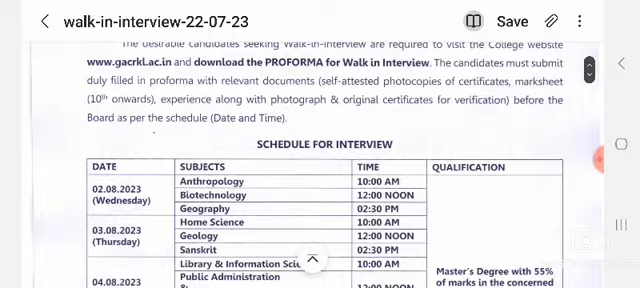 walk-in-interview-22-07-23
Save
The desirable candidates seeking Walk-in-Interview are required to visit the College website
www.gacrkl.ac.in and download the PROFORMA for Walk in Interview. The candidates must submit
duly filled in proforma with relevant documents (self-attested photocopies of certificates, marksheet
(10th onwards), experience along with photograph & original certificates for verification) before the
Board as per the schedule (Date and Time).
SCHEDULE FOR INTERVIEW
DATE SUBJECTS TIME QUALIFICATION
02.08.2023 (Wednesday)
Anthropology 10:00 AM
Biotechnology 12:00 NOON
Geography 02:30 PM
03.08.2023 (Thursday)
Home Science 10:00 AM
Geology 12:00 NOON
Sanskrit 02:30 PM
04.08.2023
Library & Information 10:00 AM
Public Administration
& 12:00 NOON
Master's Degree with 55%
of marks in the concerned